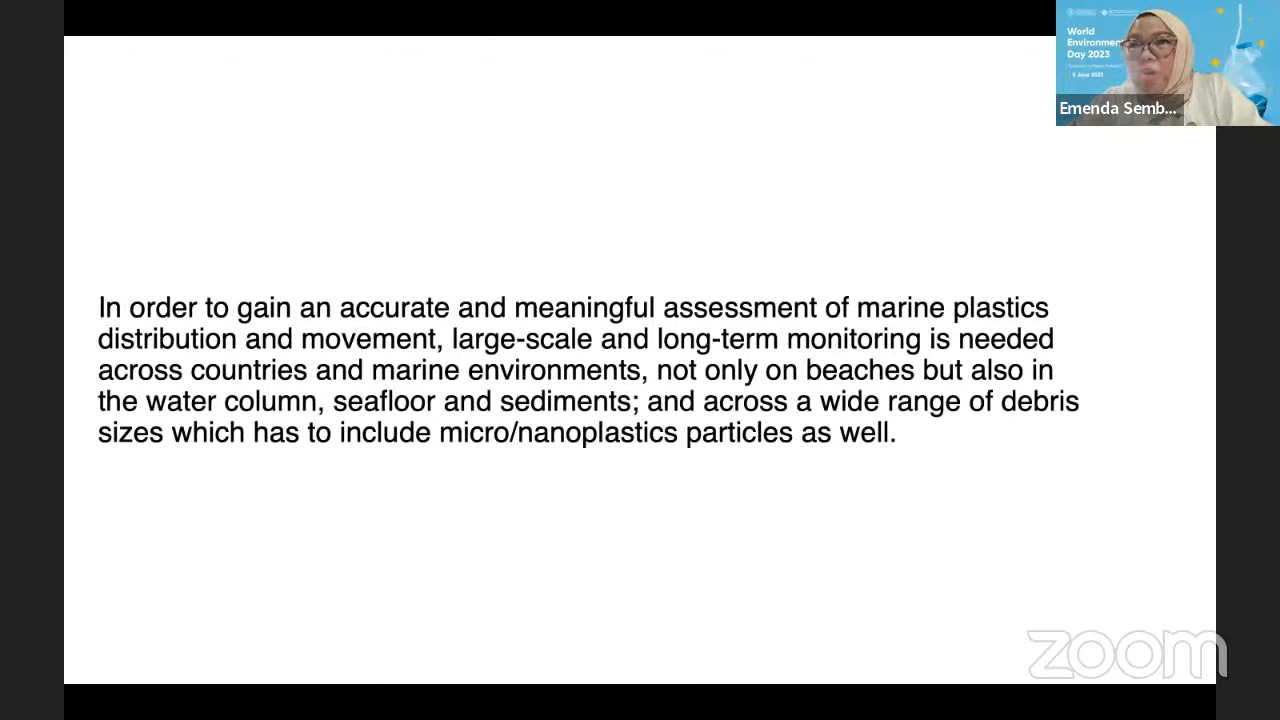 World
Environment
Day 2023
5 June 2023
Emenda Semb...
In order to gain an accurate and meaningful assessment of marine plastics
distribution and movement, large-scale and long-term monitoring is needed
across countries and marine environments, not only on beaches but also in
the water column, seafloor and sediments; and across a wide range of debris
sizes which has to include micro/nanoplastics particles as well.
zoom